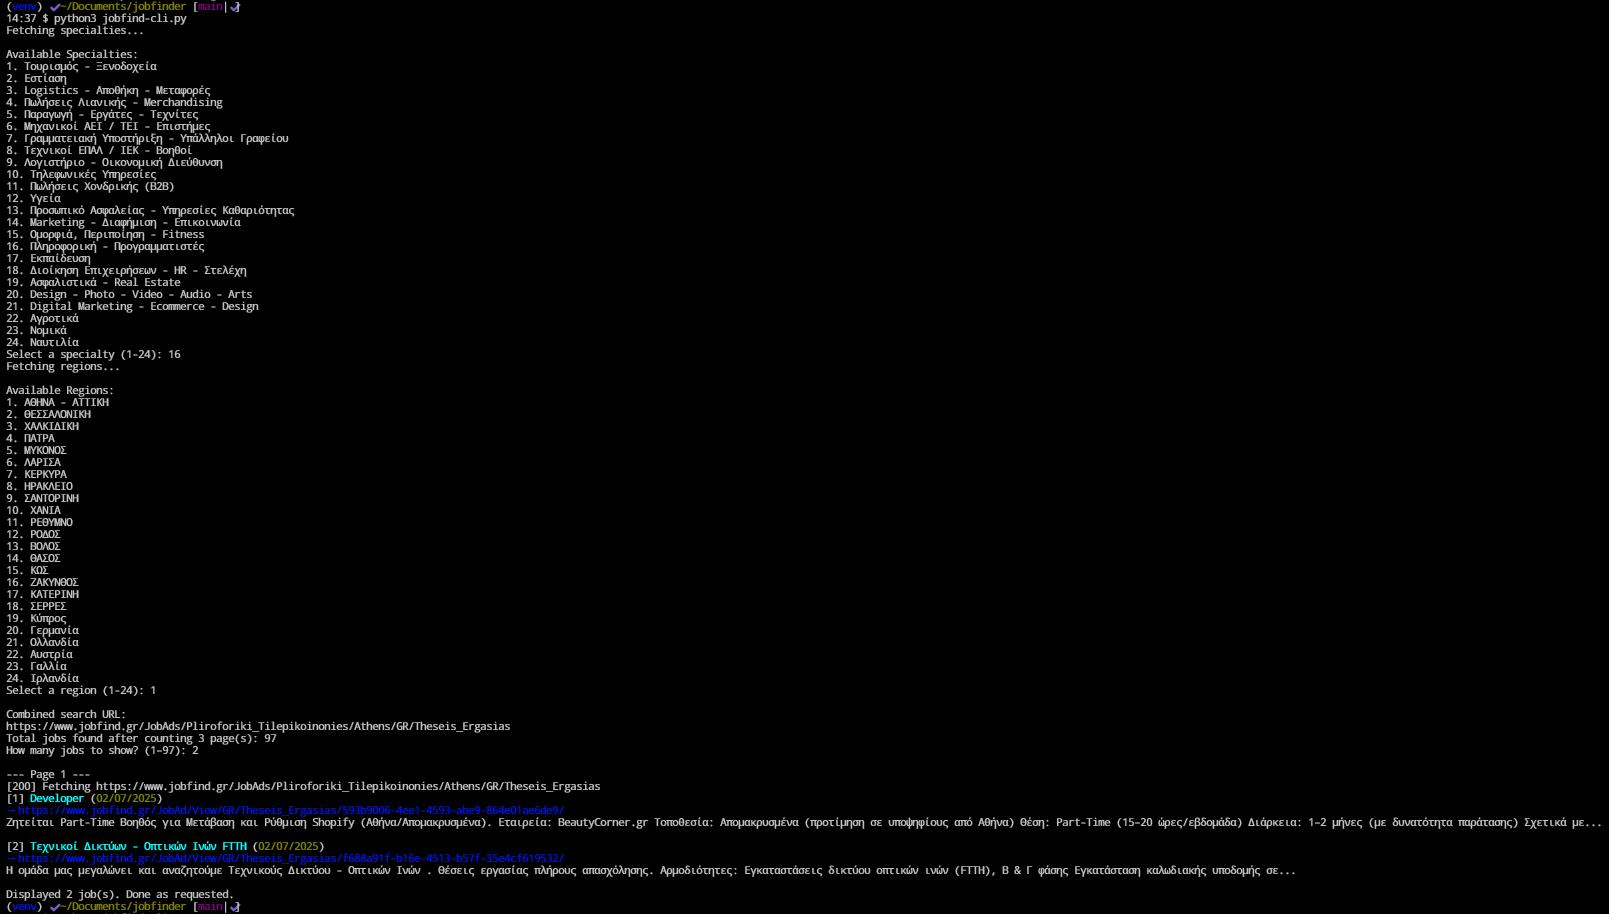 (venv) ✔~/Documents/jobfinder [main|✔]
14:37 $ python3 jobfind-cli.py
Fetching specialties...
Available Specialties:
1. Τουρισμός - Ξενοδοχεία
2. Εστίαση
3. Logistics - Αποθήκη - Μεταφορές
4. Πωλήσεις Λιανικής - Merchandising
5. Παραγωγή - Εργάτες - Τεχνίτες
6. Μηχανικοί ΑΕΙ / ΤΕΙ - Επιστήμες
7. Γραμματειακή Υποστήριξη - Υπάλληλοι Γραφείου
8. Τεχνικοί ΕΠΑΛ / ΙΕΚ - Βοηθοί
9. Λογιστήριο - Οικονομική Διεύθυνση
10. Τηλεφωνικές Υπηρεσίες
11. Πωλήσεις Χονδρικής (B2B)
12. Υγεία
13. Προσωπικό Ασφαλείας - Υπηρεσίες Καθαριότητας
14. Marketing - Διαφήμιση - Επικοινωνία
15. Ομορφιά, Περιποίηση - Fitness
16. Πληροφορική - Προγραμματιστές
17. Εκπαίδευση
18. Διοίκηση Επιχειρήσεων - HR - Στελέχη
19. Ασφαλιστικά - Real Estate
20. Design - Photo - Video - Audio - Arts
21. Digital Marketing - Ecommerce - Design
22. Αγροτικά
23. Νομικά
24. Ναυτιλία
Select a specialty (1-24): 16
Fetching regions...
Available Regions:
1. ΑΘΗΝΑ - ΑΤΤΙΚΗ
2. ΘΕΣΣΑΛΟΝΙΚΗ
3. ΧΑΛΚΙΔΙΚΗ
4. ΠΑΤΡΑ
5. ΜΥΚΟΝΟΣ
6. ΛΑΡΙΣΑ
7. ΚΕΡΚΥΡΑ
8. ΗΡΑΚΛΕΙΟ
9. ΣΑΝΤΟΡΙΝΗ
10. ΧΑΝΙΑ
11. ΡΕΘΥΜΝΟ
12. ΡΟΔΟΣ
13. ΒΟΛΟΣ
14. ΘΑΣΟΣ
15. ΚΩΣ
16. ΖΑΚΥΝΘΟΣ
17. ΚΑΤΕΡΙΝΗ
18. ΣΕΡΡΕΣ
19. Κύπρος
20. Γερμανία
21. Ολλανδία
22. Αυστρία
23. Γαλλία
24. Ιρλανδία
Select a region (1-24): 1
Combined search URL:
https://www.jobfind.gr/JobAds/Pliroforiki_Tilepikoinonies/Athens/GR/Theseis_Ergasias
Total jobs found after counting 3 page(s): 97
How many jobs to show? (1-97): 2
--- Page 1 ---
[200] Fetching https://www.jobfind.gr/JobAds/Pliroforiki_Tilepikoinonies/Athens/GR/Theseis_Ergasias
[1] Developer (02/07/2025)
→https://www.jobfind.gr/JobAd/View/GR/Theseis_Ergasias/593b9006-4ee1-4593-abe9-864e01ae6de9/
Ζητείται Part-Time Βοηθός για Μετάβαση και Ρύθμιση Shopify (Αθήνα/Απομακρυσμένα). Εταιρεία: BeautyCorner.gr Τοποθεσία: Απομακρυσμένα (προτίμηση σε υποψηφίους από Αθήνα) Θέση: Part-Time (15–20 ώρες/εβδομάδα) Διάρκεια: 1–2 μήνες (με δυνατότητα παράτασης) Σχετικά με...
[2] Τεχνικοί Δικτύων - Οπτικών Ινών FTTH (02/07/2025)
→https://www.jobfind.gr/JobAd/View/GR/Theseis_Ergasias/f688a91f-b16e-4513-b57f-35e4cf619532/
Η ομάδα μας μεγαλώνει και αναζητούμε Τεχνικούς Δικτύου - Οπτικών Ινών . Θέσεις εργασίας πλήρους απασχόλησης. Αρμοδιότητες: Εγκαταστάσεις δικτύου οπτικών ινών (FTTH), Β & Γ φάσης Εγκατάσταση καλωδιακής υποδομής σε...
Displayed 2 job(s). Done as requested.
(venv) ✔~/Documents/jobfinder [main|✔]